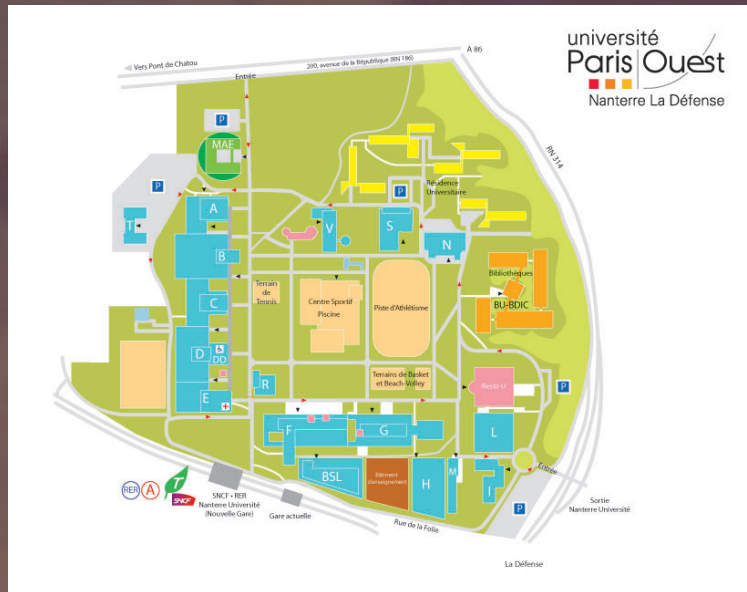 université
Paris Ouest
Nanterre La Défense
A 86
Vers Pont de Chatou
200, avenue de la République (RN 186)
Entrée
RN 314
P
MAE
P
P
Résidence
Universitaire
A
T
V
S
N
B
Bibliothèques
BU-BDIC
Terrain
de
Tennis
Centre Sportif
Piscine
Piste d'Athlétisme
C
D
DD
E
R
Terrains de Basket
et Beach-Volley
Resto U
P
F
G
L
BSL
Bâtiment
d'enseignement
H
M
I
Entrée
P
RER
A
T
SNCF
SNCF • RER
Nanterre Université
(Nouvelle Gare)
Gare actuelle
Rue de la Folie
Sortie
Nanterre Université
La Défense